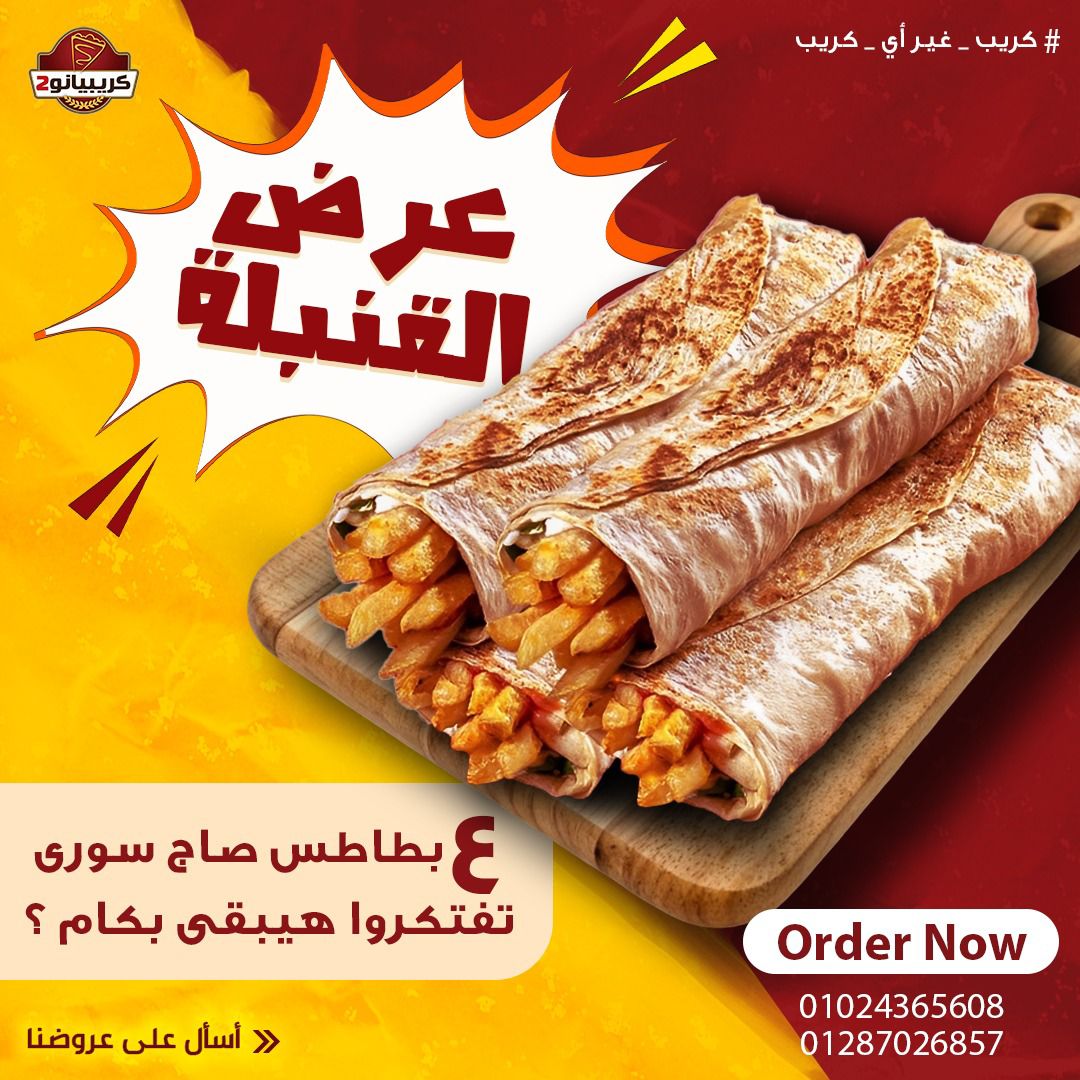 كريبيانو2
# كريب _ غير أي _ كريب
عرض
القنبلة
٤ بطاطس صاج سورى
تفتكروا هيبقى بكام ؟
Order Now
01024365608
01287026857
أسأل على عروضنا »